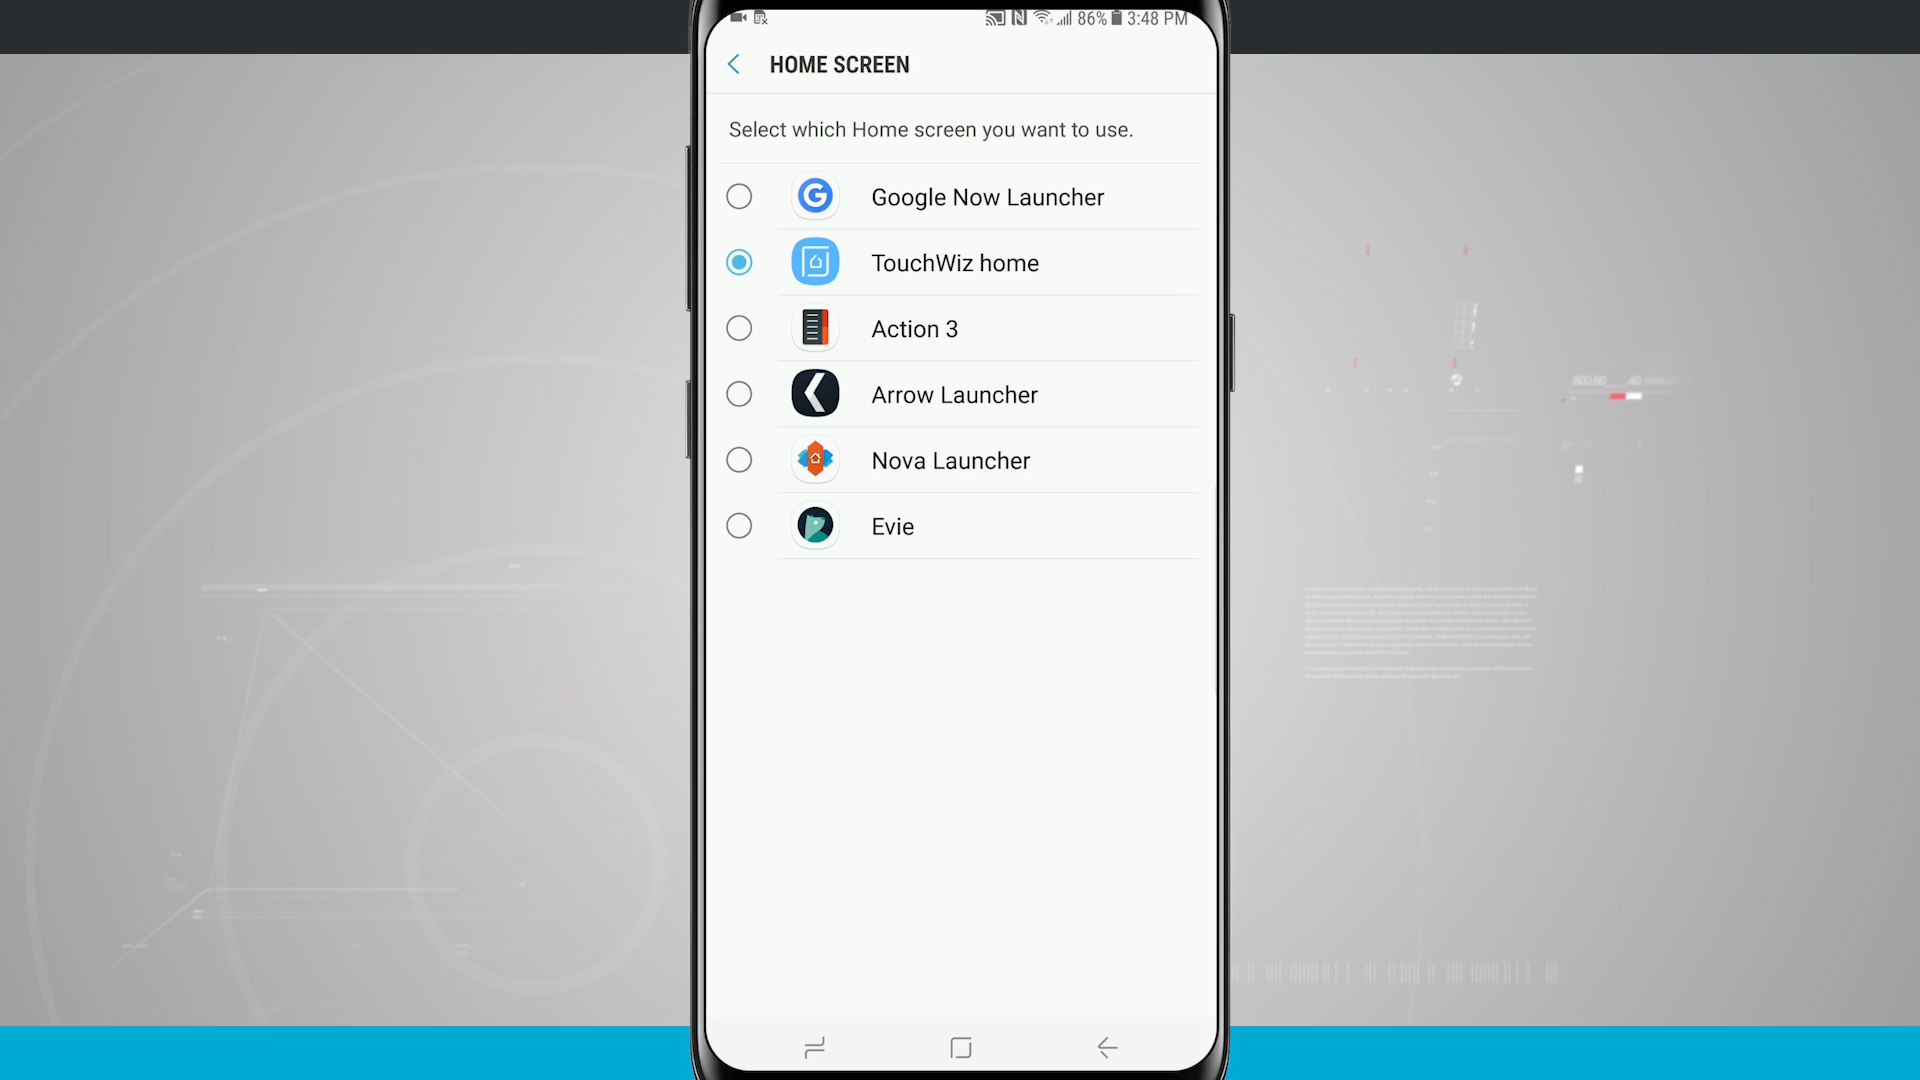 86% 3:48 PM
HOME SCREEN
Select which Home screen you want to use.
Google Now Launcher
TouchWiz home
Action 3
Arrow Launcher
Nova Launcher
Evie